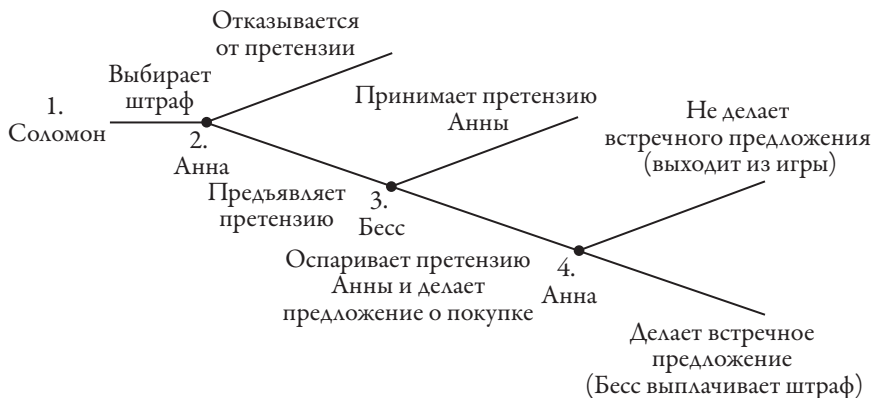 Отказывается
от претензии
Выбирает
штраф
1.
Соломон
2.
Анна
Принимает претензию
Анны
Предъявляет
претензию
3.
Бесс
Не делает
встречного предложения
(выходит из игры)
Оспаривает претензию
Анны и делает
предложение о покупке
4.
Анна
Делает встречное
предложение
(Бесс выплачивает штраф)